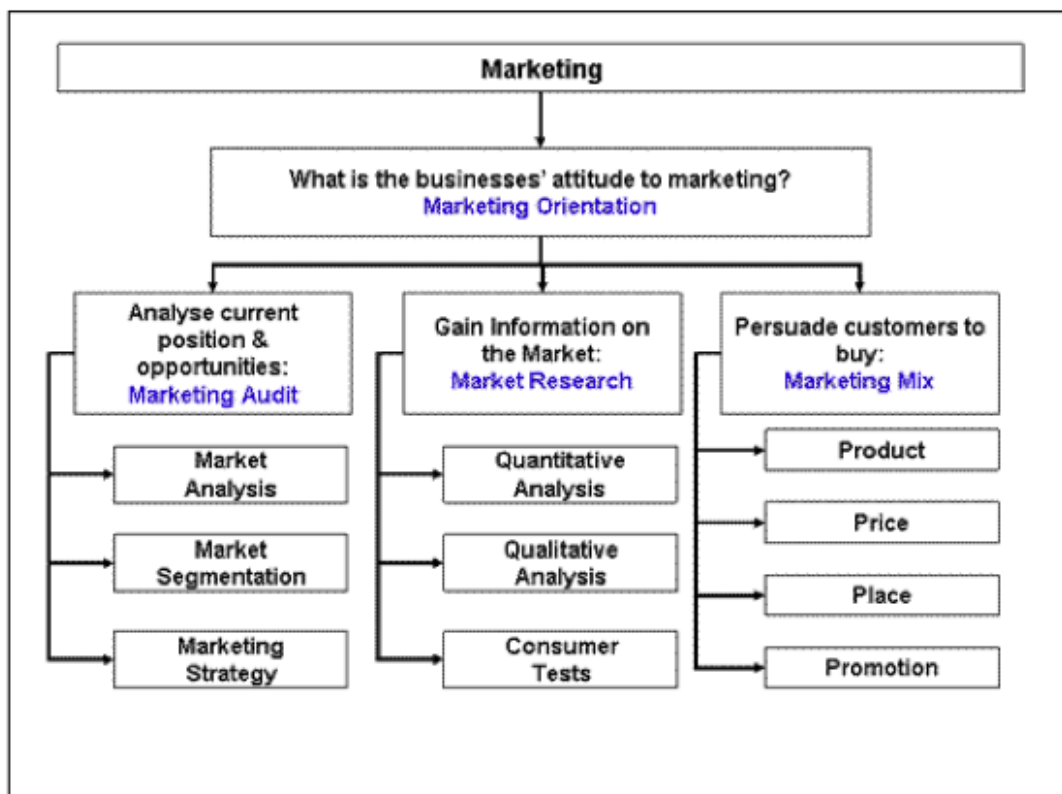 Marketing
What is the businesses' attitude to marketing?
Marketing Orientation
Analyse current
position &
opportunities:
Marketing Audit
Market
Analysis
Market
Segmentation
Marketing
Strategy
Gain Information on
the Market:
Market Research
Quantitative
Analysis
Qualitative
Analysis
Consumer
Tests
Persuade customers to
buy:
Marketing Mix
Product
Price
Place
Promotion